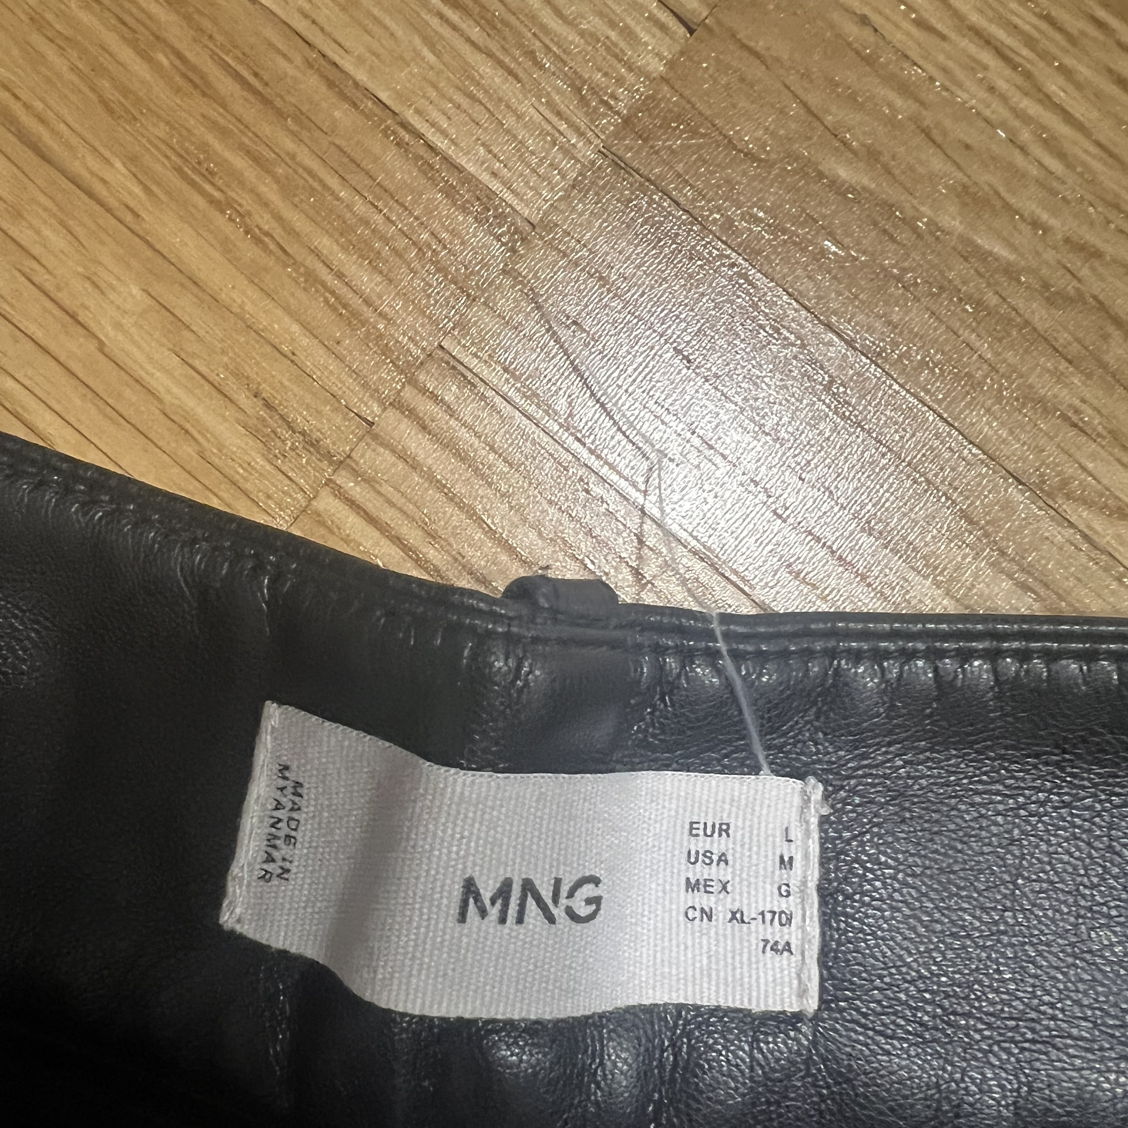 MADE IN
MYANMAR
MNG
EUR L
USA M
MEX G
CN XL-170/
74A